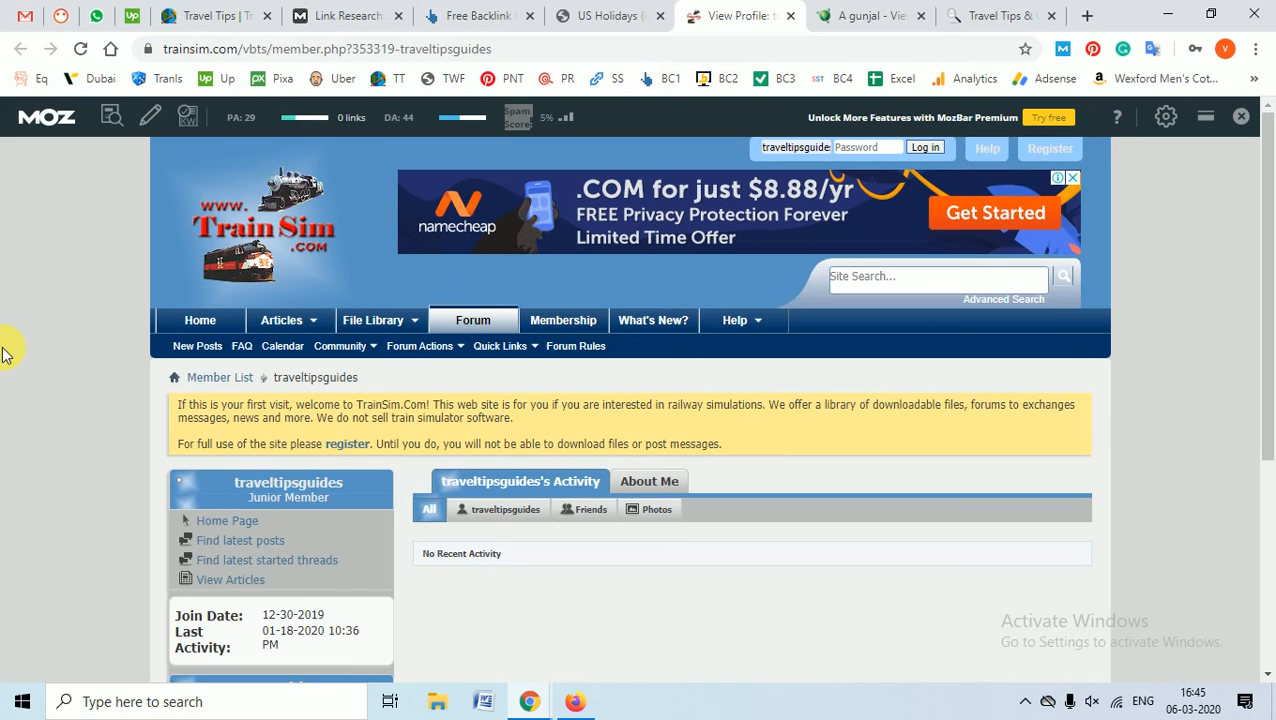 Travel Tips | T
Link Research
Free Backlink
US Holidays (
View Profile: t
A gunjal - Vie
Travel Tips & 
trainsim.com/vbts/member.php?353319-traveltipsguides
Eq
Dubai
Tranls
Up
Pixa
Uber
TT
TWF
PNT
PR
SS
BC1
BC2
BC3
BC4
Excel
Analytics
Adsense
Wexford Men's Cot...
MOZ
PA: 29
0 links
DA: 44
Spam Score:
5%
Unlock More Features with MozBar Premium
Try free
traveltipsguide:
Password
Log in
Help
Register
www.
TrainSim
.COM
namecheap
.COM for just $8.88/yr
FREE Privacy Protection Forever
Limited Time Offer
Get Started
Site Search...
Advanced Search
Home
Articles
File Library
Forum
Membership
What's New?
Help
New Posts
FAQ
Calendar
Community
Forum Actions
Quick Links
Forum Rules
Member List
traveltipsguides
If this is your first visit, welcome to TrainSim.Com! This web site is for you if you are interested in railway simulations. We offer a library of downloadable files, forums to exchanges
messages, news and more. We do not sell train simulator software.
For full use of the site please register. Until you do, you will not be able to download files or post messages.
traveltipsguides
Junior Member
Home Page
Find latest posts
Find latest started threads
View Articles
Join Date: 12-30-2019
Last Activity: 01-18-2020 10:36 PM
traveltipsguides's Activity
About Me
All
traveltipsguides
Friends
Photos
No Recent Activity
Activate Windows
Go to Settings to activate Windows.
Type here to search
ENG
16:45
06-03-2020